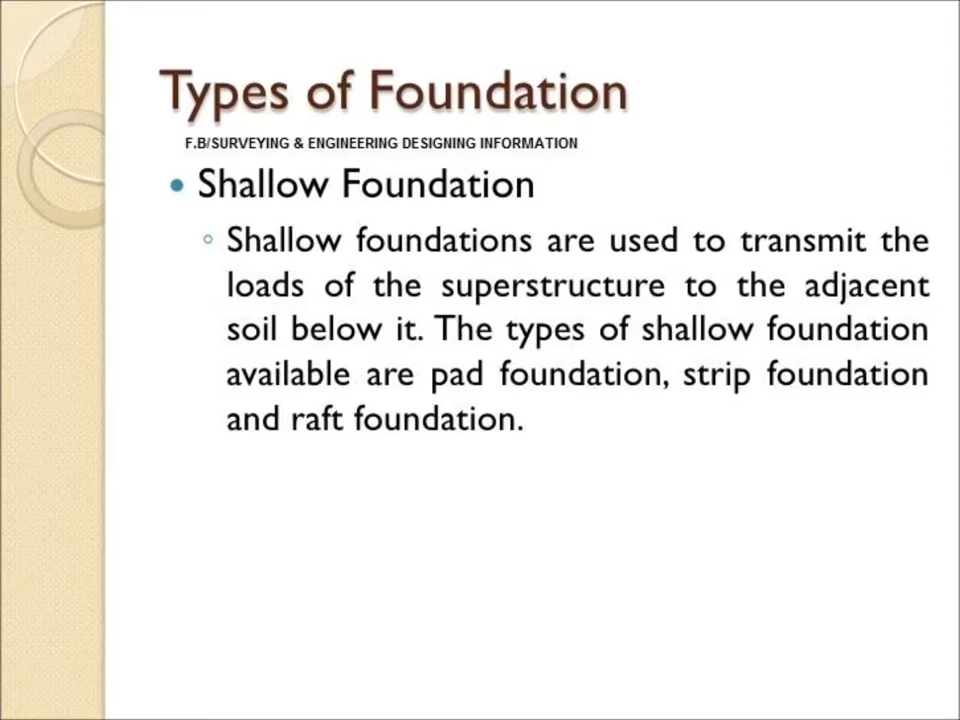 Types of Foundation
F.B/SURVEYING & ENGINEERING DESIGNING INFORMATION
• Shallow Foundation
◦ Shallow foundations are used to transmit the
loads of the superstructure to the adjacent
soil below it. The types of shallow foundation
available are pad foundation, strip foundation
and raft foundation.